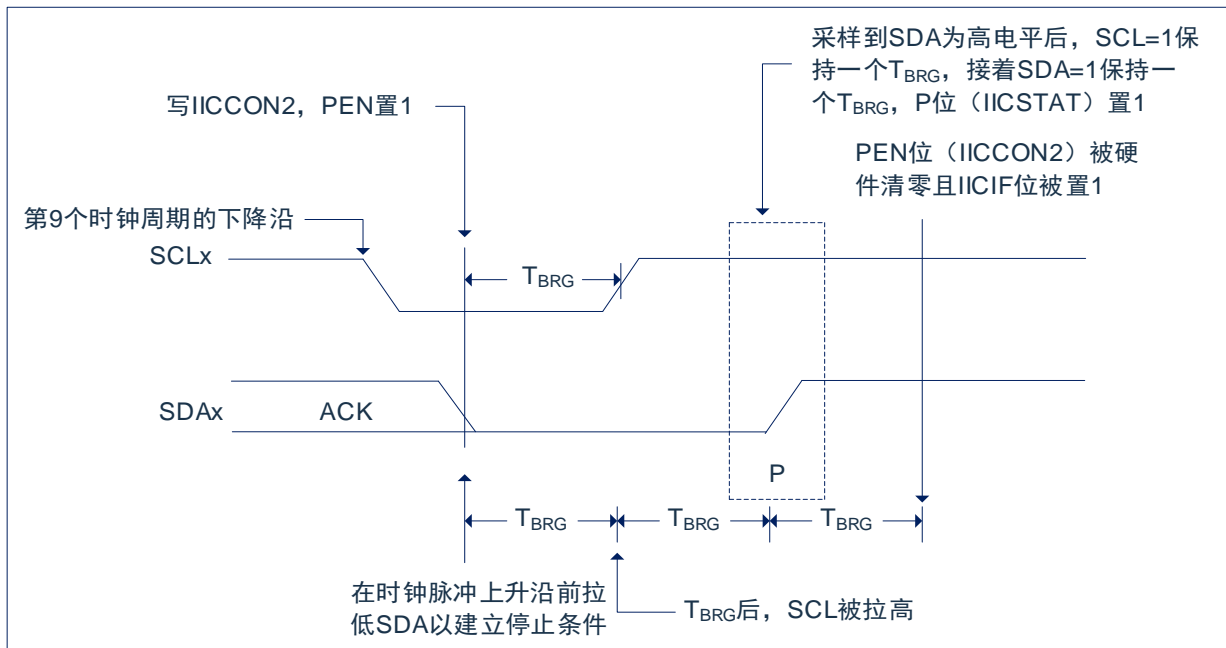 采样到SDA为高电平后，SCL=1保
持一个TBRG，接着SDA=1保持一
个TBRG，P位（IICSTAT）置1
写IICCON2，PEN置1
PEN位（IICCON2）被硬
件清零且IICIF位被置1
第9个时钟周期的下降沿
SCLx
TBRG
SDAx
ACK
P
TBRG
TBRG
TBRG
在时钟脉冲上升沿前拉
低SDA以建立停止条件
TBRG后，SCL被拉高